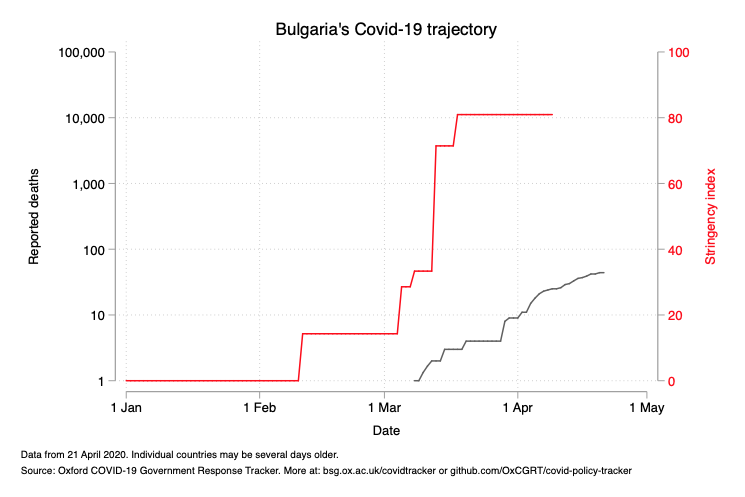 Bulgaria's Covid-19 trajectory
100,000
10,000
1,000
100
10
1
Reported deaths
100
80
60
40
20
0
Stringency index
1 Jan 1 Feb 1 Mar 1 Apr 1 May
Date
Data from 21 April 2020. Individual countries may be several days older.
Source: Oxford COVID-19 Government Response Tracker. More at: bsg.ox.ac.uk/covidtracker or github.com/OxCGRT/covid-policy-tracker